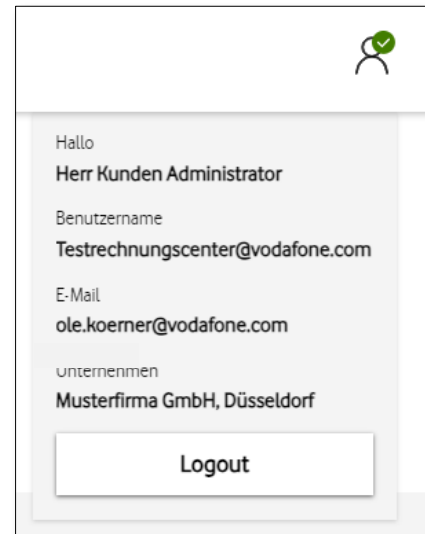 Hallo
Herr Kunden Administrator
Benutzername
Testrechnungscenter@vodafone.com
E-Mail
ole.koerner@vodafone.com
Unternehmen
Musterfirma GmbH, Düsseldorf
Logout